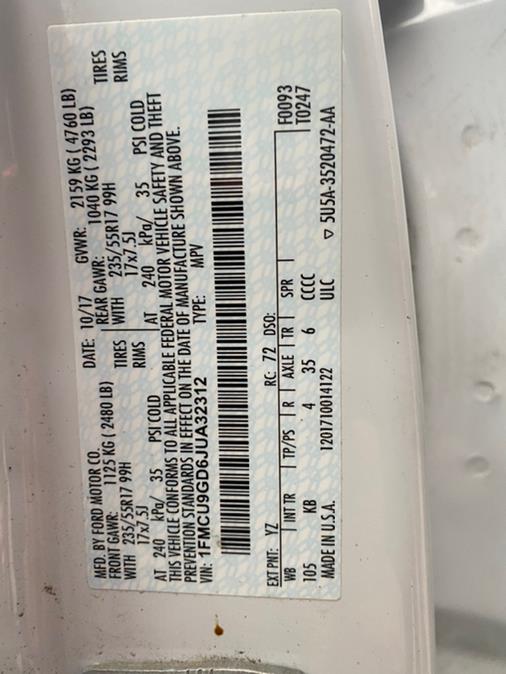 MFD. BY FORD MOTOR CO. DATE: 10/17 GVWR: 2159 KG ( 4760 LB)
FRONT GAWR: 1125 KG ( 2480 LB) REAR GAWR: 1040 KG ( 2293 LB)
WITH 235/55R17 99H TIRES WITH 235/55R17 99H TIRES
17x7.5J RIMS 17x7.5J RIMS
AT 240 kPa/ 35 PSI COLD AT 240 kPa/ 35 PSI COLD
THIS VEHICLE CONFORMS TO ALL APPLICABLE FEDERAL MOTOR VEHICLE SAFETY AND THEFT
PREVENTION STANDARDS IN EFFECT ON THE DATE OF MANUFACTURE SHOWN ABOVE.
VIN: 1FMCU9GD6JUA32312 TYPE: MPV
EXT PNT: YZ RC: 72 DSO: F0093
WB INT TR TP/PS R AXLE TR SPR T0247
105 KB 4 35 6 CCCC
MADE IN U.S.A. 1201710014122 ULC ▽ 5U5A-3520472-AA